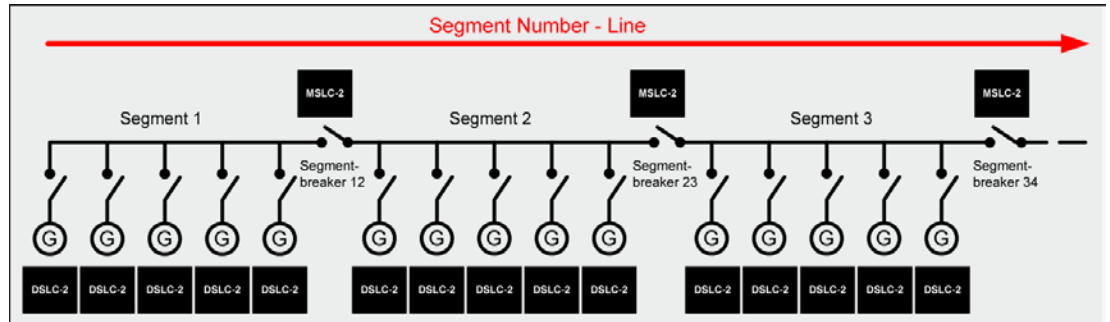 Segment Number - Line
MSLC-2 MSLC-2 MSLC-2
Segment 1 Segment 2 Segment 3
Segment-
breaker 12
Segment-
breaker 23
Segment-
breaker 34
G G G G G G G G G G G G G G G
DSLC-2 DSLC-2 DSLC-2 DSLC-2 DSLC-2 DSLC-2 DSLC-2 DSLC-2 DSLC-2 DSLC-2 DSLC-2 DSLC-2 DSLC-2 DSLC-2 DSLC-2